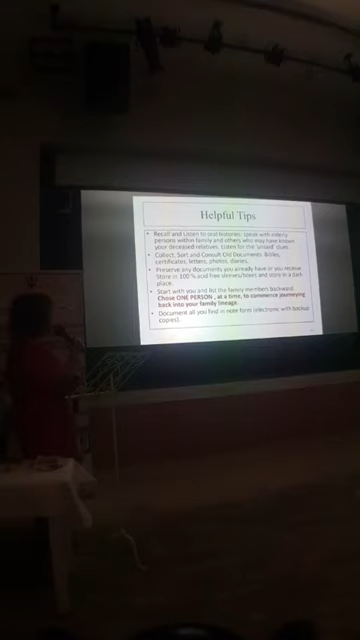 Helpful Tips
• Recall and Listen to oral histories: speak with elderly
persons within family and others who may have known
your deceased relatives. Listen for the "unsaid" clues.
• Collect, Sort and Consult Old Documents: Bibles,
certificates, letters, photos, diaries.
• Preserve any documents you already have or you receive
Store in 100% acid free sleeves/boxes and store in a dark
place.
• Start with you and list the family members backward.
Chose ONE PERSON , at a time, to commence journeying
back into your family lineage.
• Document all you find in note form (electronic with backup
copies).